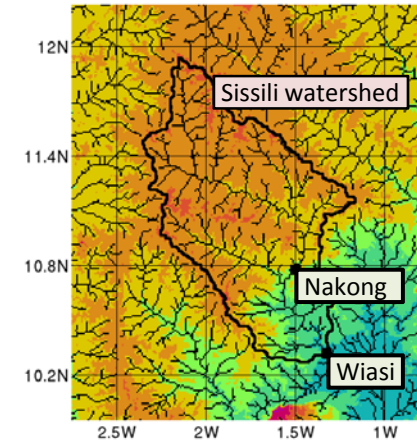 12N
Sissili watershed
11.4N
10.8N
Nakong
10.2N
Wiasi
2.5W 2W 1.5W 1W